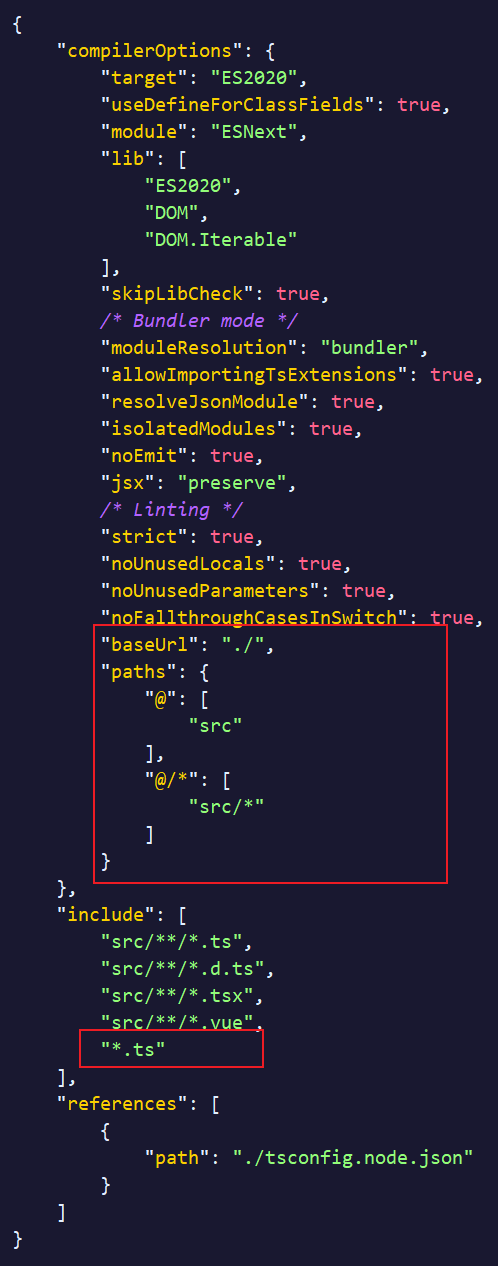 {
    "compilerOptions": {
        "target": "ES2020",
        "useDefineForClassFields": true,
        "module": "ESNext",
        "lib": [
            "ES2020",
            "DOM",
            "DOM.Iterable"
        ],
        "skipLibCheck": true,
        /* Bundler mode */
        "moduleResolution": "bundler",
        "allowImportingTsExtensions": true,
        "resolveJsonModule": true,
        "isolatedModules": true,
        "noEmit": true,
        "jsx": "preserve",
        /* Linting */
        "strict": true,
        "noUnusedLocals": true,
        "noUnusedParameters": true,
        "noFallthroughCasesInSwitch": true,
        "baseUrl": "./",
        "paths": {
            "@": [
                "src"
            ],
            "@/*": [
                "src/*"
            ]
        }
    },
    "include": [
        "src/**/*.ts",
        "src/**/*.d.ts",
        "src/**/*.tsx",
        "src/**/*.vue",
        "*.ts"
    ],
    "references": [
        {
            "path": "./tsconfig.node.json"
        }
    ]
}